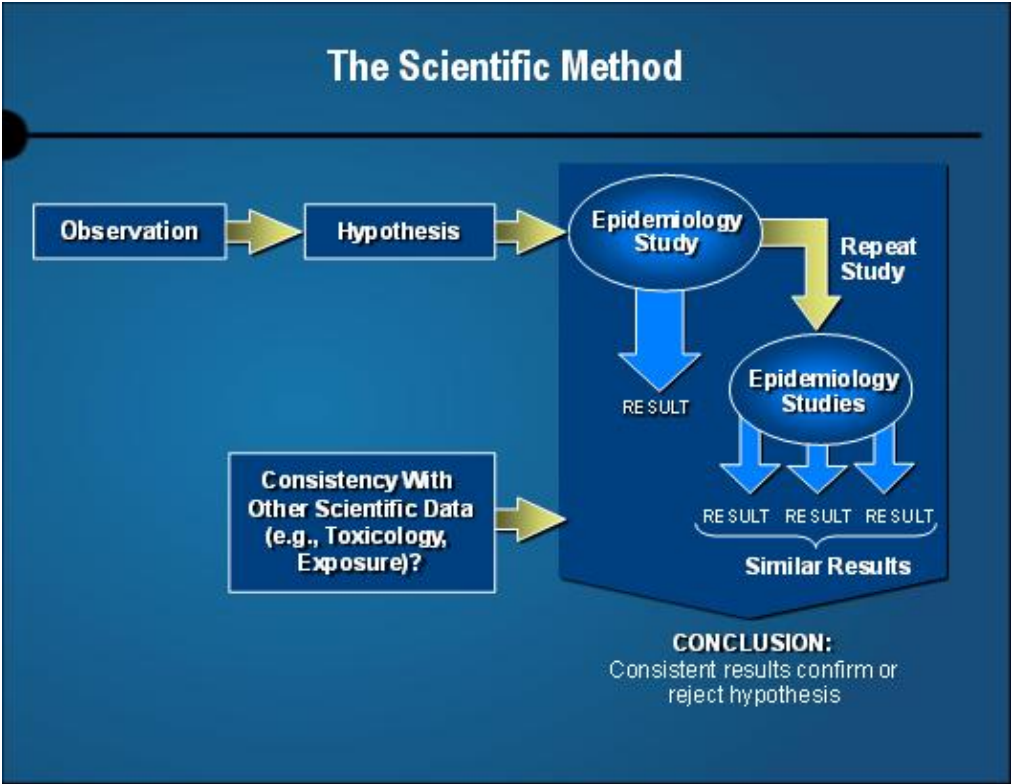 The Scientific Method
Observation
Hypothesis
Epidemiology
Study
Repeat
Study
RESULT
Epidemiology
Studies
Consistency With
Other Scientific Data
(e.g., Toxicology,
Exposure)?
RESULT RESULT RESULT
Similar Results
CONCLUSION:
Consistent results confirm or
reject hypothesis